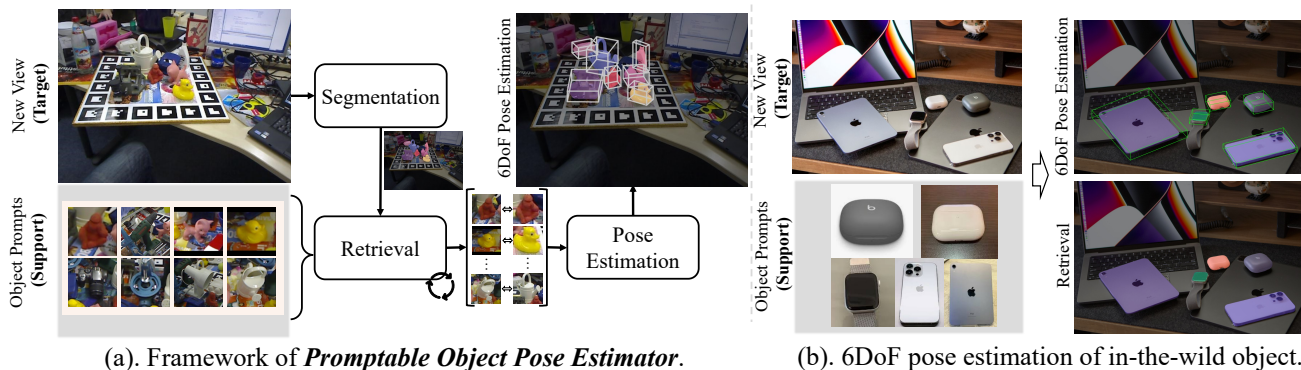 New View
(Target)
Segmentation
6DoF Pose Estimation
Object Prompts
(Support)
Retrieval
Pose
Estimation
(a). Framework of Promptable Object Pose Estimator.
New View
(Target)
6DoF Pose Estimation
Object Prompts
(Support)
Retrieval
(b). 6DoF pose estimation of in-the-wild object.